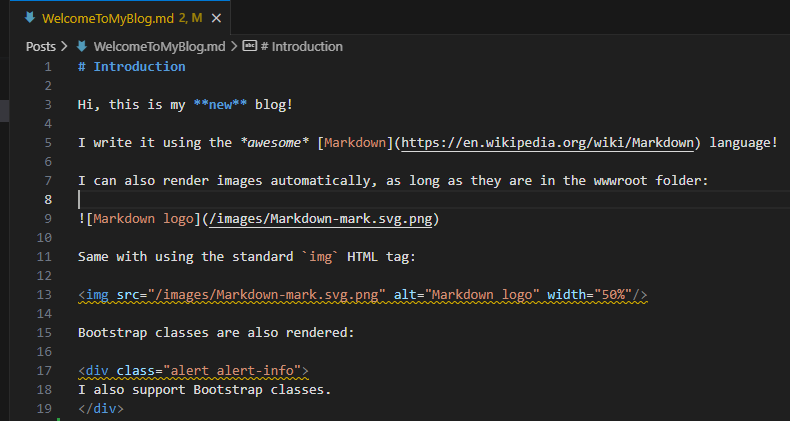 WelcomeToMyBlog.md 2, M
Posts > WelcomeToMyBlog.md > abc # Introduction
1 # Introduction
2
3 Hi, this is my **new** blog!
4
5 I write it using the *awesome* [Markdown](https://en.wikipedia.org/wiki/Markdown) language!
6
7 I can also render images automatically, as long as they are in the wwwroot folder:
8
9 ![Markdown logo](/images/Markdown-mark.svg.png)
10
11 Same with using the standard `img` HTML tag:
12
13 <img src="/images/Markdown-mark.svg.png" alt="Markdown logo" width="50%"/>
14
15 Bootstrap classes are also rendered:
16
17 <div class="alert alert-info">
18 I also support Bootstrap classes.
19 </div>